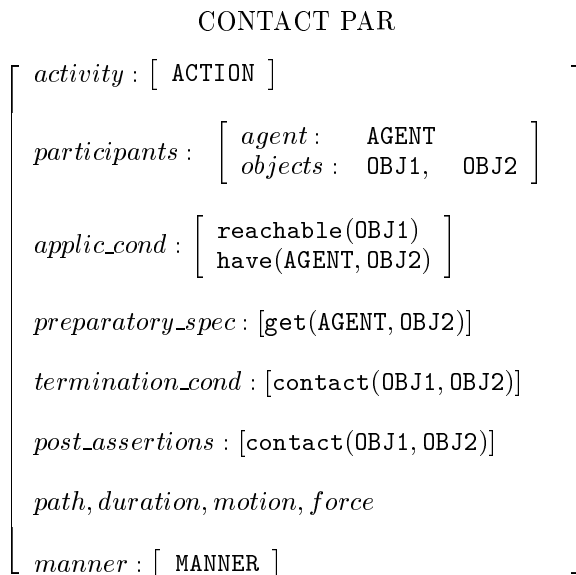 CONTACT PAR
activity : [ ACTION ]
participants : [ agent : AGENT
objects : OBJ1, OBJ2 ]
applic_cond : [ reachable(OBJ1)
have(AGENT, OBJ2) ]
preparatory_spec : [get(AGENT, OBJ2)]
termination_cond : [contact(OBJ1, OBJ2)]
post_assertions : [contact(OBJ1, OBJ2)]
path, duration, motion, force
manner : [ MANNER ]